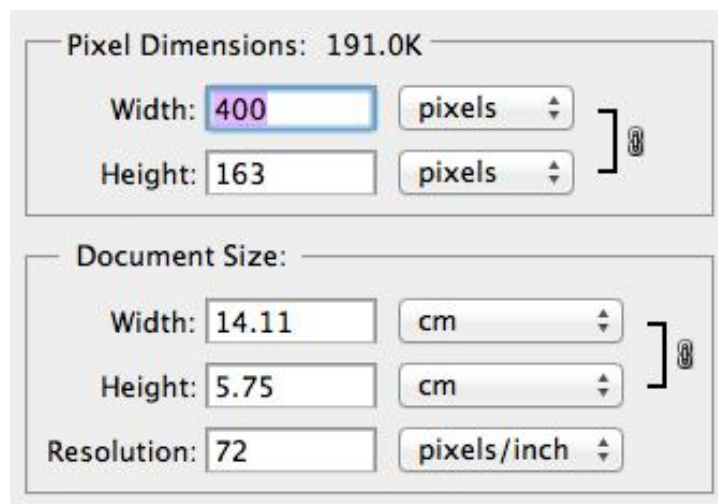 Pixel Dimensions: 191.0K
Width: 400 pixels
Height: 163 pixels
Document Size:
Width: 14.11 cm
Height: 5.75 cm
Resolution: 72 pixels/inch